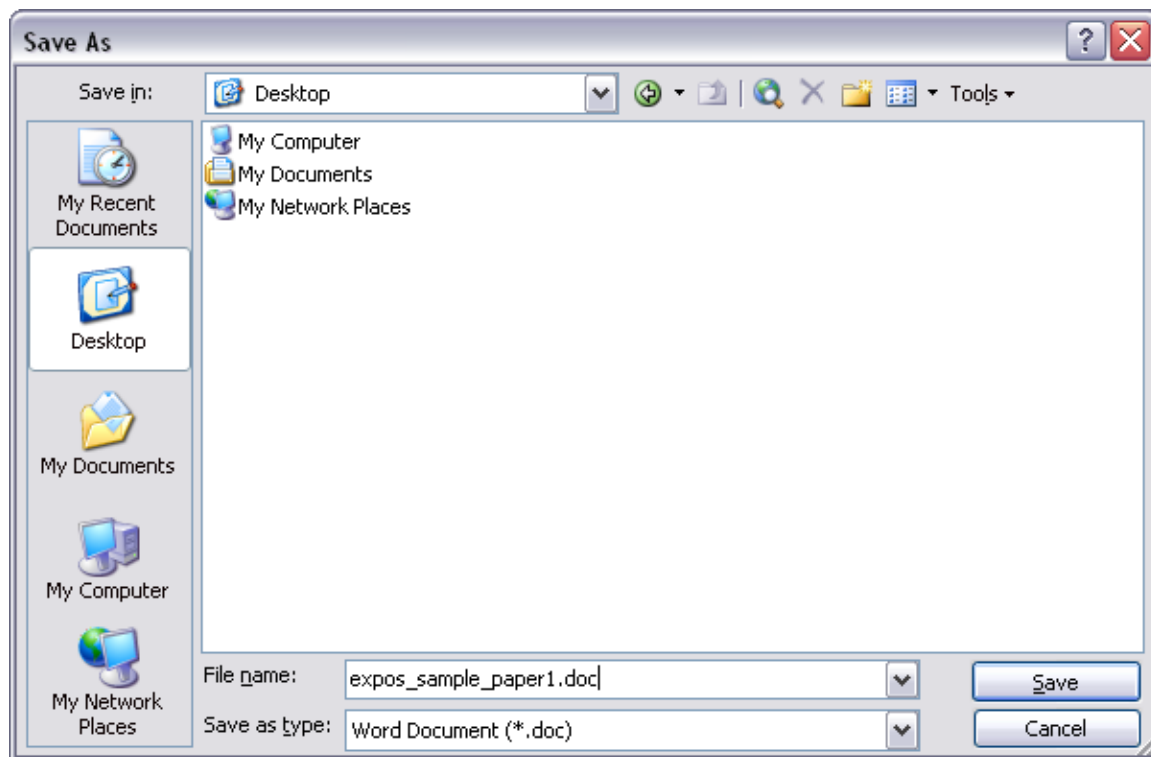 Save As
?
Save in:
Desktop
Tools
My Computer
My Documents
My Network Places
My Recent
Documents
Desktop
My Documents
My Computer
My Network
Places
File name:
expos_sample_paper1.doc
Save
Save as type:
Word Document (*.doc)
Cancel